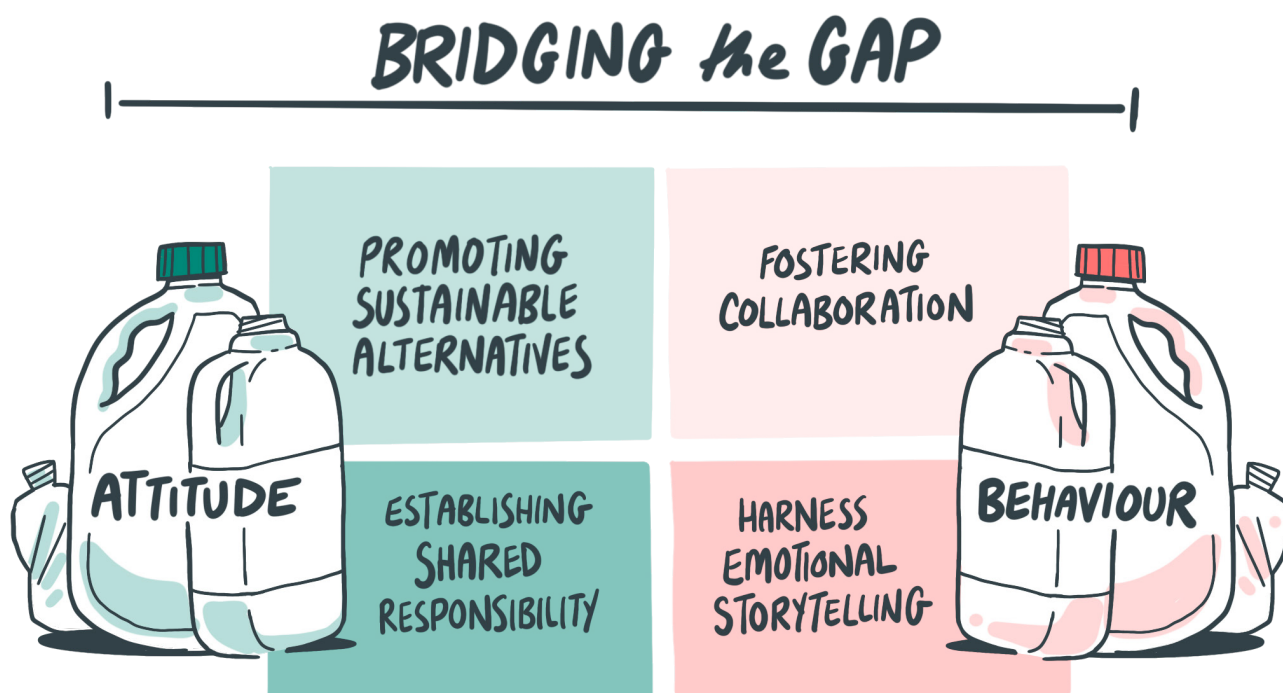 BRIDGING the GAP
PROMOTING
SUSTAINABLE
ALTERNATIVES
FOSTERING
COLLABORATION
ATTITUDE
ESTABLISHING
SHARED
RESPONSIBILITY
HARNESS
EMOTIONAL
STORYTELLING
BEHAVIOUR